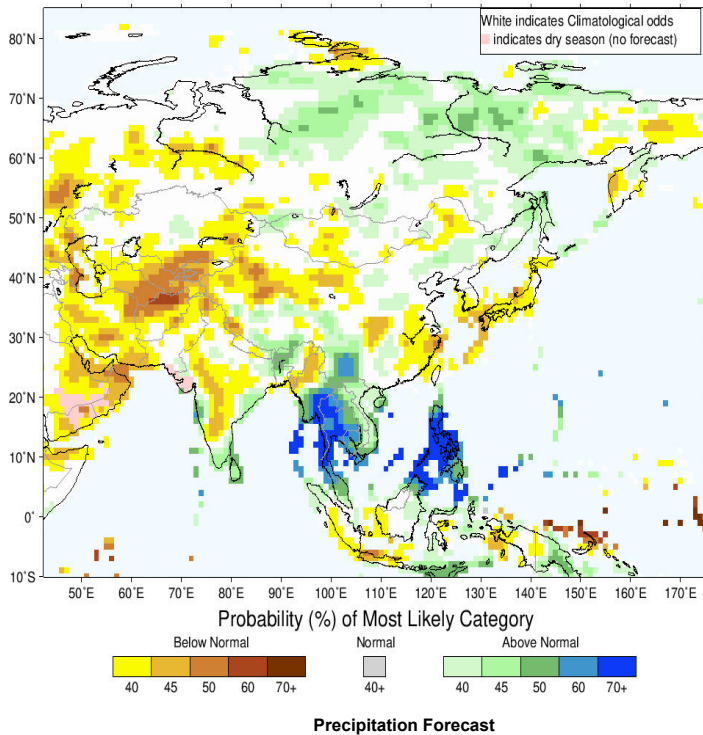 White indicates Climatological odds
indicates dry season (no forecast)
80˚N
70˚N
60˚N
50˚N
40˚N
30˚N
20˚N
10˚N
0˚
10˚S
50˚E 60˚E 70˚E 80˚E 90˚E 100˚E 110˚E 120˚E 130˚E 140˚E 150˚E 160˚E 170˚E
Probability (%) of Most Likely Category
Below Normal Normal Above Normal
40 45 50 60 70+ 40+ 40 45 50 60 70+
Precipitation Forecast